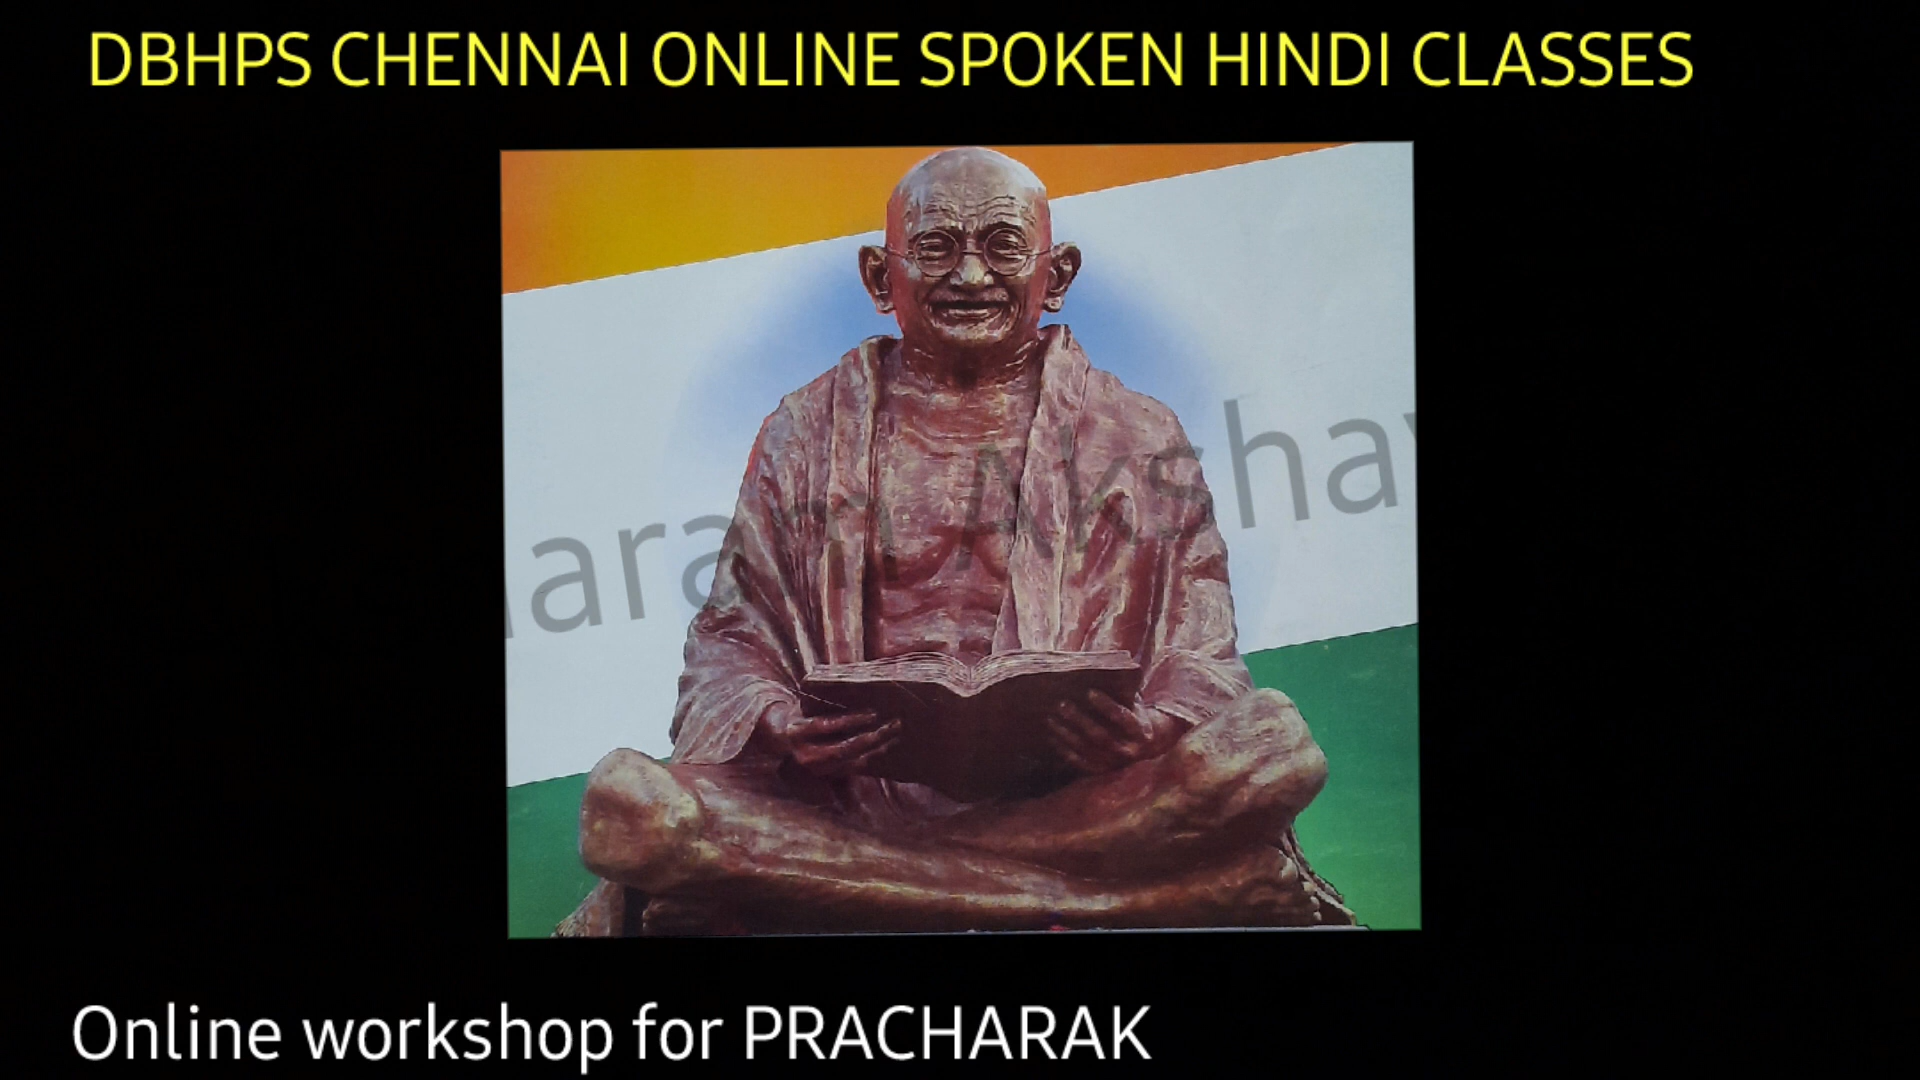 DBHPS CHENNAI ONLINE SPOKEN HINDI CLASSES
Online workshop for PRACHARAK